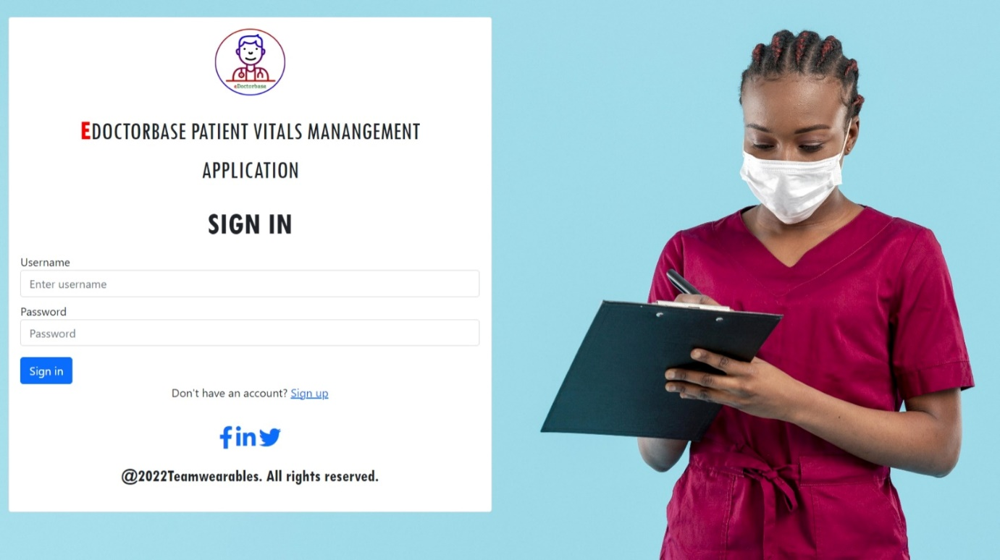 eDoctorbase
EDOCTORBASE PATIENT VITALS MANANGEMENT
APPLICATION
SIGN IN
Username
Enter username
Password
Password
Sign in
Don't have an account? Sign up
@2022Teamwearables. All rights reserved.